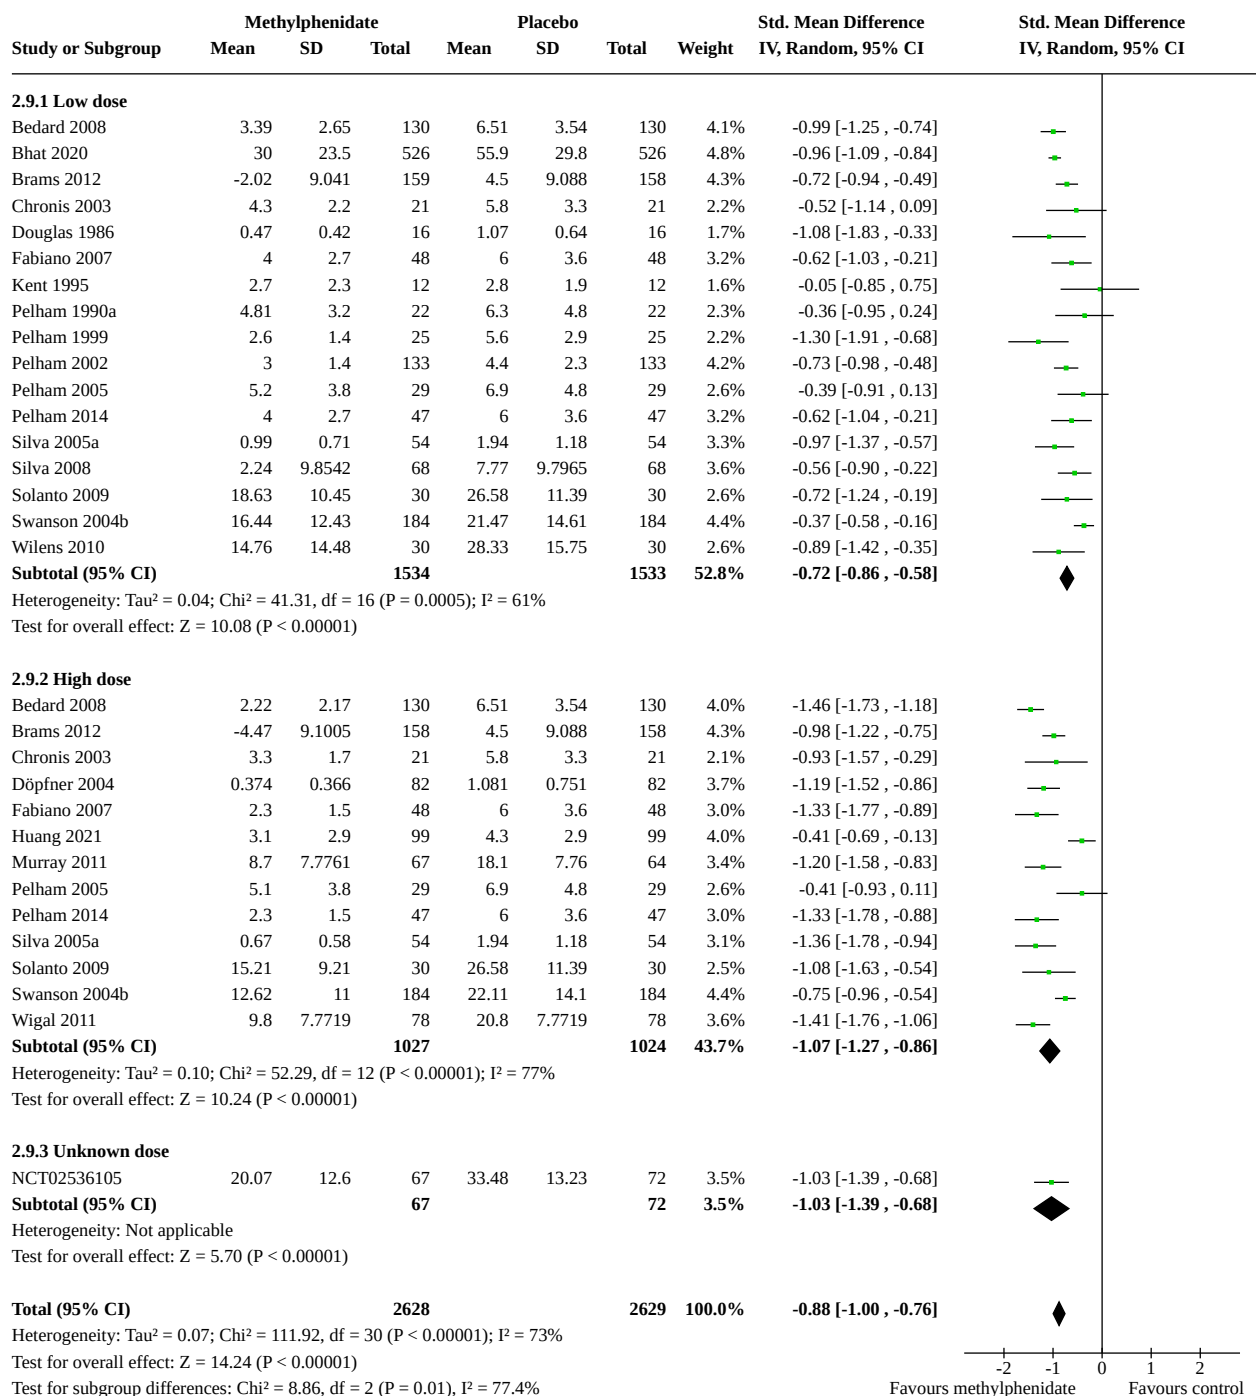 Methylphenidate Placebo Std. Mean Difference Std. Mean Difference
Study or Subgroup Mean SD Total Mean SD Total Weight IV, Random, 95% CI IV, Random, 95% CI
2.9.1 Low dose
Bedard 2008 3.39 2.65 130 6.51 3.54 130 4.1% -0.99 [-1.25 , -0.74]
Bhat 2020 30 23.5 526 55.9 29.8 526 4.8% -0.96 [-1.09 , -0.84]
Brams 2012 -2.02 9.041 159 4.5 9.088 158 4.3% -0.72 [-0.94 , -0.49]
Chronis 2003 4.3 2.2 21 5.8 3.3 21 2.2% -0.52 [-1.14 , 0.09]
Douglas 1986 0.47 0.42 16 1.07 0.64 16 1.7% -1.08 [-1.83 , -0.33]
Fabiano 2007 4 2.7 48 6 3.6 48 3.2% -0.62 [-1.03 , -0.21]
Kent 1995 2.7 2.3 12 2.8 1.9 12 1.6% -0.05 [-0.85 , 0.75]
Pelham 1990a 4.81 3.2 22 6.3 4.8 22 2.3% -0.36 [-0.95 , 0.24]
Pelham 1999 2.6 1.4 25 5.6 2.9 25 2.2% -1.30 [-1.91 , -0.68]
Pelham 2002 3 1.4 133 4.4 2.3 133 4.2% -0.73 [-0.98 , -0.48]
Pelham 2005 5.2 3.8 29 6.9 4.8 29 2.6% -0.39 [-0.91 , 0.13]
Pelham 2014 4 2.7 47 6 3.6 47 3.2% -0.62 [-1.04 , -0.21]
Silva 2005a 0.99 0.71 54 1.94 1.18 54 3.3% -0.97 [-1.37 , -0.57]
Silva 2008 2.24 9.8542 68 7.77 9.7965 68 3.6% -0.56 [-0.90 , -0.22]
Solanto 2009 18.63 10.45 30 26.58 11.39 30 2.6% -0.72 [-1.24 , -0.19]
Swanson 2004b 16.44 12.43 184 21.47 14.61 184 4.4% -0.37 [-0.58 , -0.16]
Wilens 2010 14.76 14.48 30 28.33 15.75 30 2.6% -0.89 [-1.42 , -0.35]
Subtotal (95% CI) 1534 1533 52.8% -0.72 [-0.86 , -0.58]
Heterogeneity: Tau² = 0.04; Chi² = 41.31, df = 16 (P = 0.0005); I² = 61%
Test for overall effect: Z = 10.08 (P < 0.00001)
2.9.2 High dose
Bedard 2008 2.22 2.17 130 6.51 3.54 130 4.0% -1.46 [-1.73 , -1.18]
Brams 2012 -4.47 9.1005 158 4.5 9.088 158 4.3% -0.98 [-1.22 , -0.75]
Chronis 2003 3.3 1.7 21 5.8 3.3 21 2.1% -0.93 [-1.57 , -0.29]
Döpfner 2004 0.374 0.366 82 1.081 0.751 82 3.7% -1.19 [-1.52 , -0.86]
Fabiano 2007 2.3 1.5 48 6 3.6 48 3.0% -1.33 [-1.77 , -0.89]
Huang 2021 3.1 2.9 99 4.3 2.9 99 4.0% -0.41 [-0.69 , -0.13]
Murray 2011 8.7 7.7761 67 18.1 7.76 64 3.4% -1.20 [-1.58 , -0.83]
Pelham 2005 5.1 3.8 29 6.9 4.8 29 2.6% -0.41 [-0.93 , 0.11]
Pelham 2014 2.3 1.5 47 6 3.6 47 3.0% -1.33 [-1.78 , -0.88]
Silva 2005a 0.67 0.58 54 1.94 1.18 54 3.1% -1.36 [-1.78 , -0.94]
Solanto 2009 15.21 9.21 30 26.58 11.39 30 2.5% -1.08 [-1.63 , -0.54]
Swanson 2004b 12.62 11 184 22.11 14.1 184 4.4% -0.75 [-0.96 , -0.54]
Wigal 2011 9.8 7.7719 78 20.8 7.7719 78 3.6% -1.41 [-1.76 , -1.06]
Subtotal (95% CI) 1027 1024 43.7% -1.07 [-1.27 , -0.86]
Heterogeneity: Tau² = 0.10; Chi² = 52.29, df = 12 (P < 0.00001); I² = 77%
Test for overall effect: Z = 10.24 (P < 0.00001)
2.9.3 Unknown dose
NCT02536105 20.07 12.6 67 33.48 13.23 72 3.5% -1.03 [-1.39 , -0.68]
Subtotal (95% CI) 67 72 3.5% -1.03 [-1.39 , -0.68]
Heterogeneity: Not applicable
Test for overall effect: Z = 5.70 (P < 0.00001)
Total (95% CI) 2628 2629 100.0% -0.88 [-1.00 , -0.76]
Heterogeneity: Tau² = 0.07; Chi² = 111.92, df = 30 (P < 0.00001); I² = 73%
Test for overall effect: Z = 14.24 (P < 0.00001)
-2 -1 0 1 2
Test for subgroup differences: Chi² = 8.86, df = 2 (P = 0.01), I² = 77.4% Favours methylphenidate Favours control